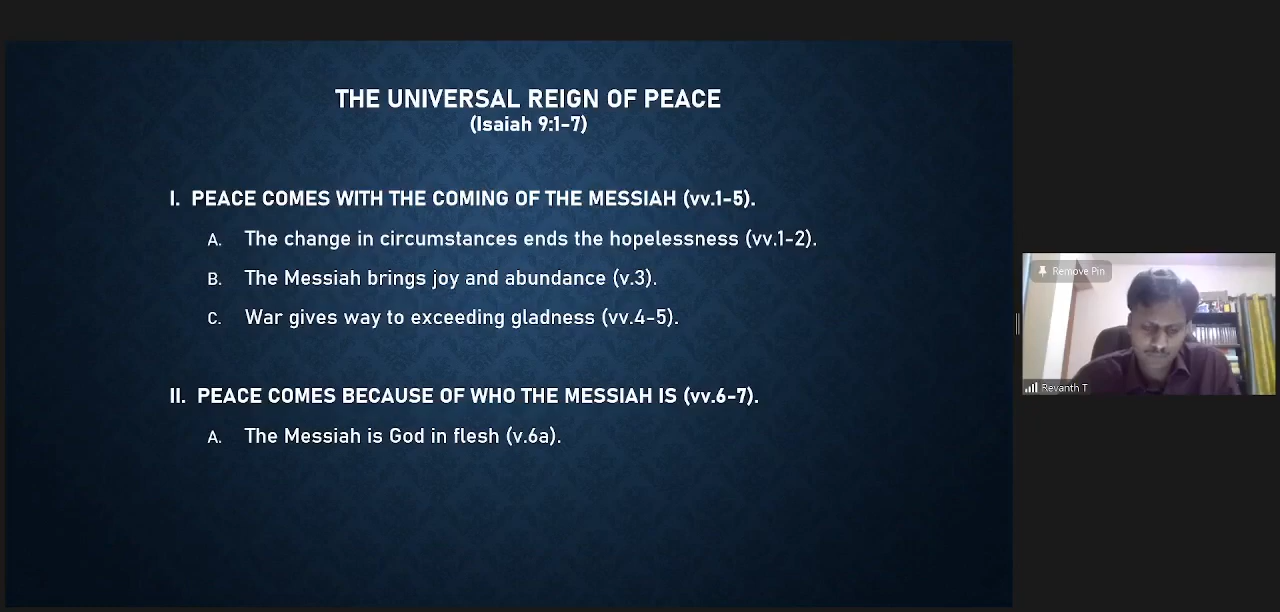 THE UNIVERSAL REIGN OF PEACE
(Isaiah 9:1-7)
I. PEACE COMES WITH THE COMING OF THE MESSIAH (vv.1-5).
A. The change in circumstances ends the hopelessness (vv.1-2).
B. The Messiah brings joy and abundance (v.3).
C. War gives way to exceeding gladness (vv.4-5).
II. PEACE COMES BECAUSE OF WHO THE MESSIAH IS (vv.6-7).
A. The Messiah is God in flesh (v.6a).
Remove Pin
Revanth T